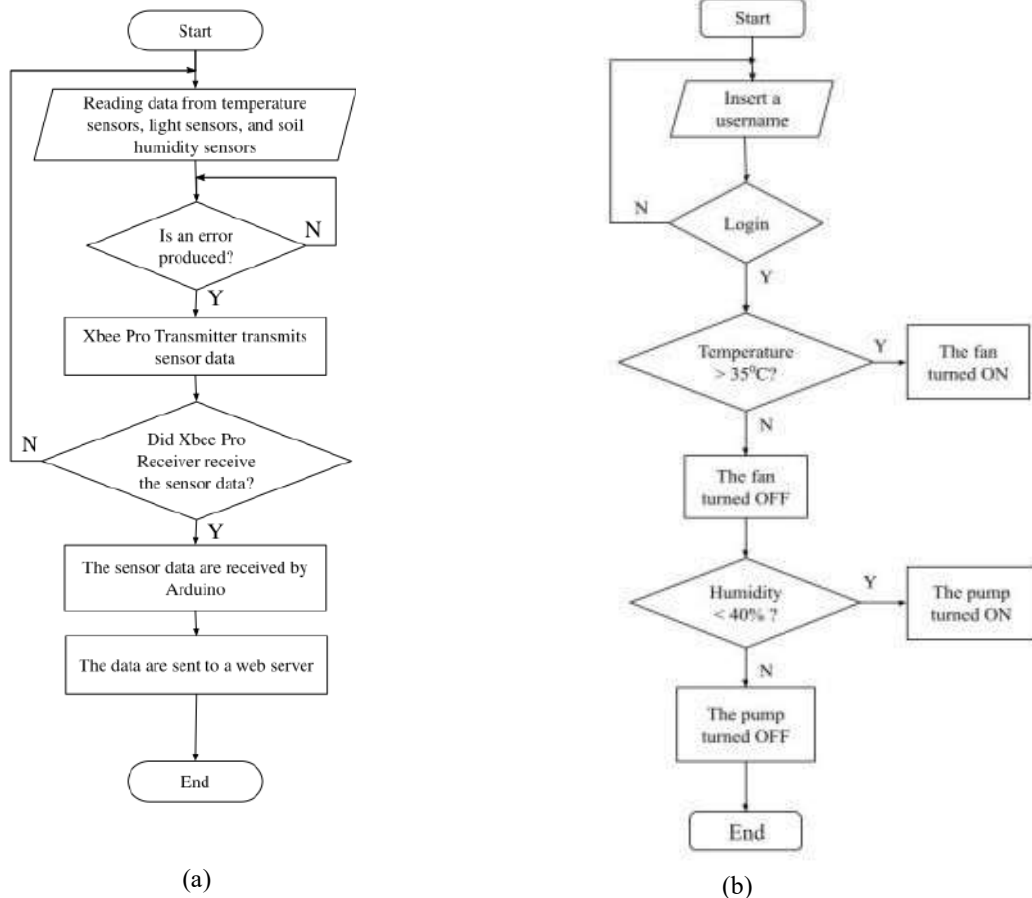 Start
Reading data from temperature
sensors, light sensors, and soil
humidity sensors
N
Is an error
produced?
Y
Xbee Pro Transmitter transmits
sensor data
N
Did Xbee Pro
Receiver receive
the sensor data?
Y
The sensor data are received by
Arduino
The data are sent to a web server
End
(a)
Start
Insert a
username
N
Login
Y
Temperature
> 35⁰C?
Y
The fan
turned ON
N
The fan
turned OFF
Humidity
< 40% ?
Y
The pump
turned ON
N
The pump
turned OFF
End
(b)